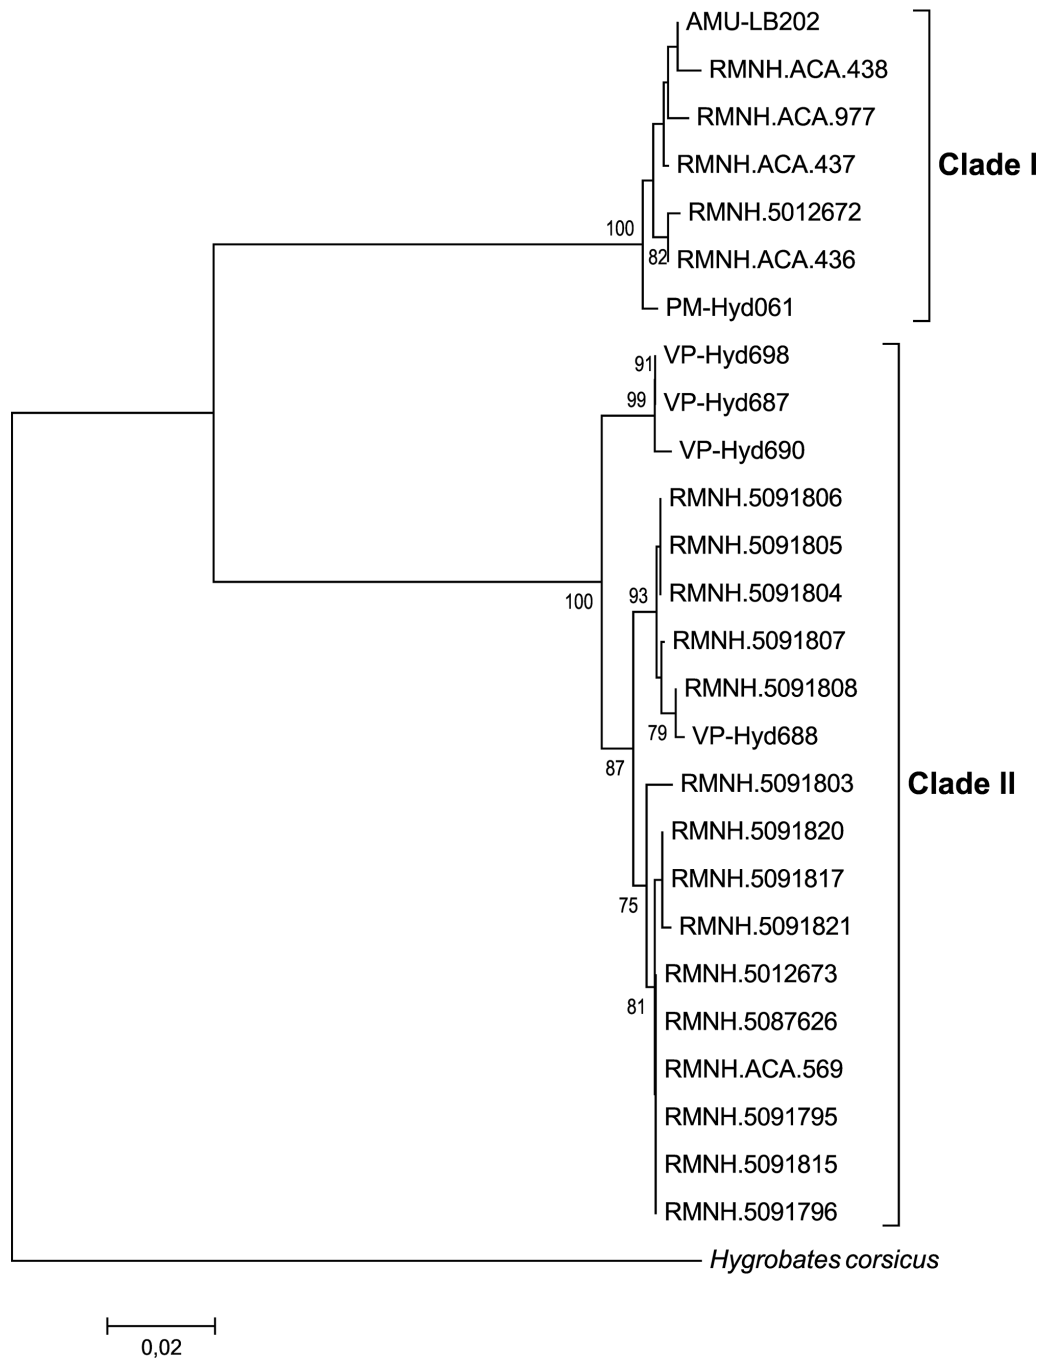 AMU-LB202
RMNH.ACA.438
RMNH.ACA.977
RMNH.ACA.437
Clade I
RMNH.5012672
100
82
RMNH.ACA.436
PM-Hyd061
91
VP-Hyd698
99
VP-Hyd687
VP-Hyd690
RMNH.5091806
RMNH.5091805
93
RMNH.5091804
100
RMNH.5091807
RMNH.5091808
79
VP-Hyd688
87
RMNH.5091803
Clade II
RMNH.5091820
RMNH.5091817
75
RMNH.5091821
RMNH.5012673
81
RMNH.5087626
RMNH.ACA.569
RMNH.5091795
RMNH.5091815
RMNH.5091796
Hygrobates corsicus
0,02